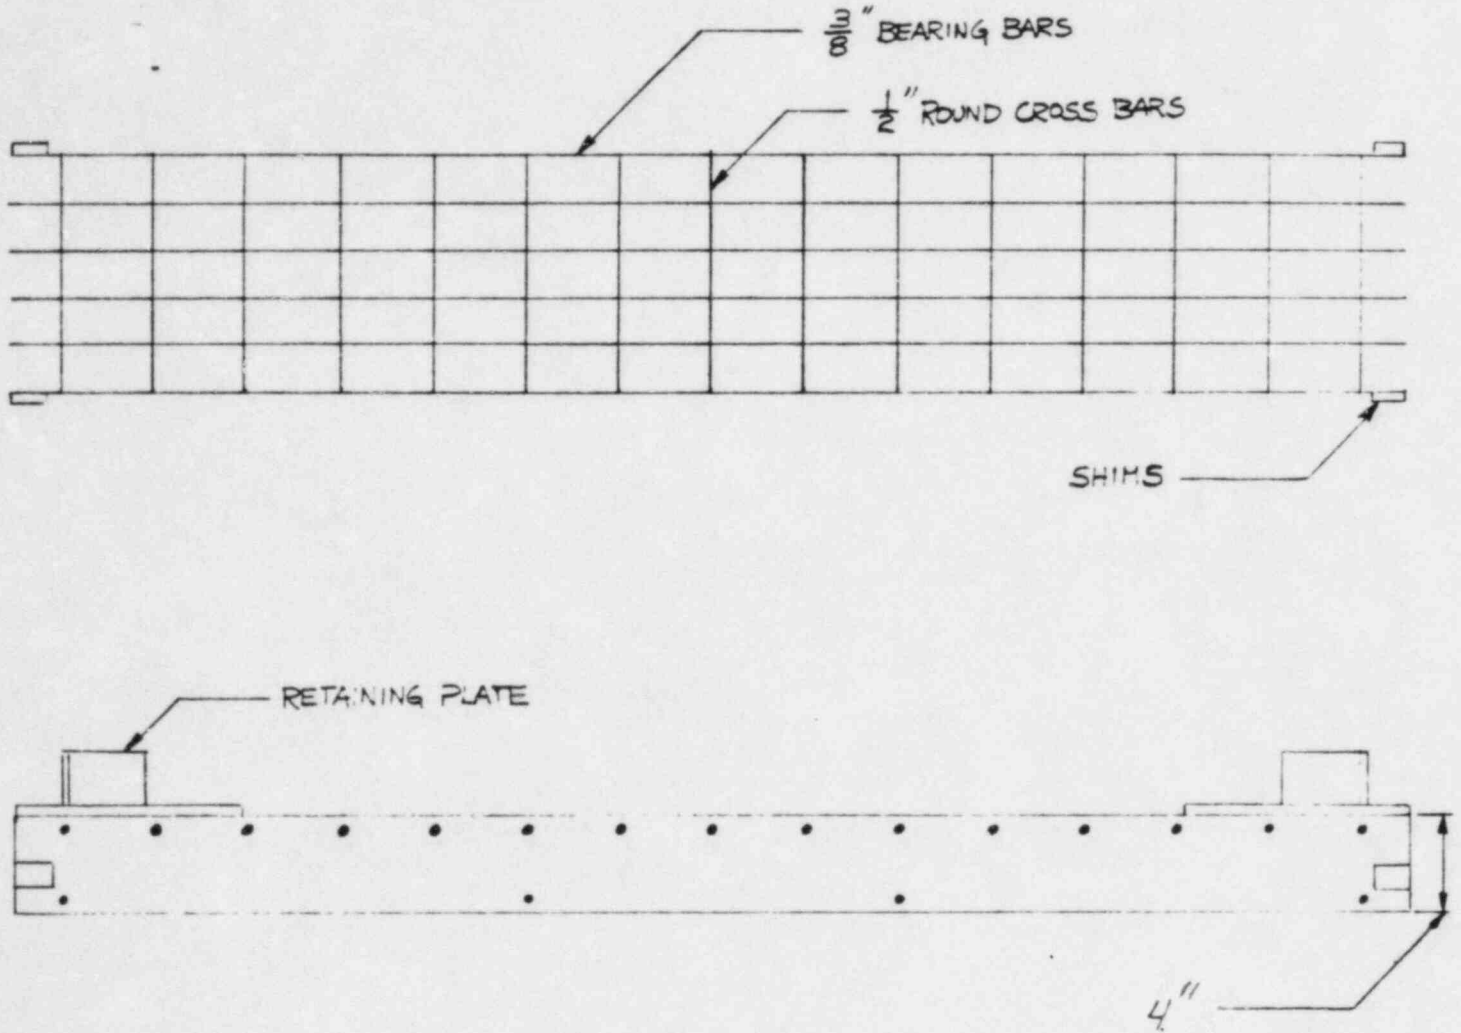 3/8" BEARING BARS
1/2" ROUND CROSS BARS
SHIMS
RETAINING PLATE
4"